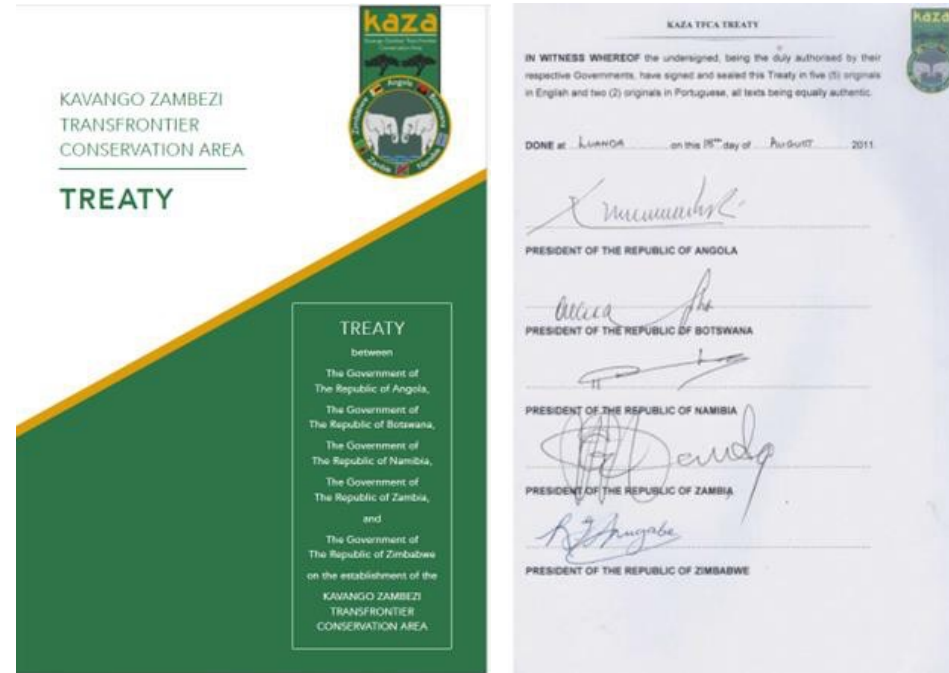 kaza
KAVANGO ZAMBEZI
TRANSFRONTIER
CONSERVATION AREA
TREATY
Angola
Botswana
Namibia
Zambia
Zimbabwe
TREATY
between
The Government of
The Republic of Angola,
The Government of
The Republic of Botswana,
The Government of
The Republic of Namibia,
The Government of
The Republic of Zambia,
and
The Government of
The Republic of Zimbabwe
on the establishment of the
KAVANGO ZAMBEZI
TRANSFRONTIER
CONSERVATION AREA
kaza
KAZA TFCA TREATY
IN WITNESS WHEREOF the undersigned, being the duly authorised by their
respective Governments, have signed and sealed this Treaty in five (5) originals
in English and two (2) originals in Portuguese, all texts being equally authentic.
DONE at LUANDA on this 18th day of AUGUST 2011
PRESIDENT OF THE REPUBLIC OF ANGOLA
PRESIDENT OF THE REPUBLIC OF BOTSWANA
PRESIDENT OF THE REPUBLIC OF NAMIBIA
PRESIDENT OF THE REPUBLIC OF ZAMBIA
R G Mugabe
PRESIDENT OF THE REPUBLIC OF ZIMBABWE